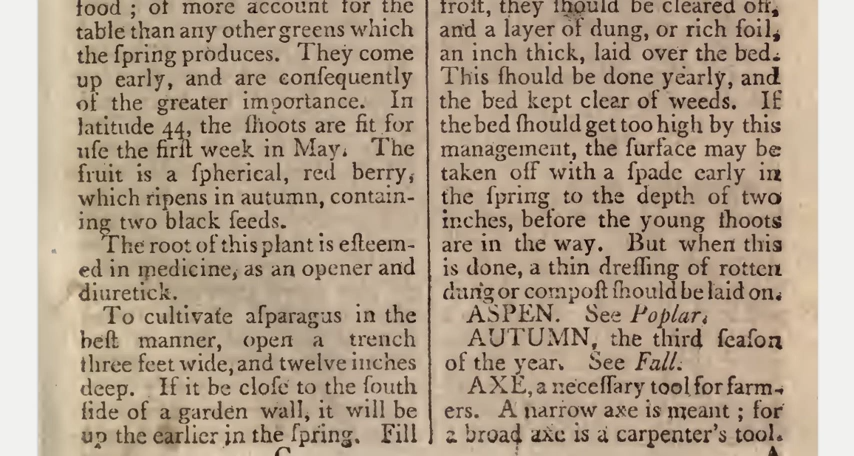 food ; of more account for the
table than any other greens which
the ſpring produces. They come
up early, and are conſequently
of the greater importance. In
latitude 44, the ſhoots are fit for
uſe the firſt week in May. The
fruit is a ſpherical, red berry,
which ripens in autumn, contain-
ing two black ſeeds.
The root of this plant is eſteem-
ed in medicine, as an opener and
diuretick.
To cultivate aſparagus in the
beſt manner, open a trench
three feet wide, and twelve inches
deep. If it be cloſe to the ſouth
ſide of a garden wall, it will be
up the earlier in the ſpring. Fill
C
froſt, they ſhould be cleared off,
and a layer of dung, or rich ſoil,
an inch thick, laid over the bed.
This ſhould be done yearly, and
the bed kept clear of weeds. If
the bed ſhould get too high by this
management, the ſurface may be
taken off with a ſpade early in
the ſpring to the depth of two
inches, before the young ſhoots
are in the way. But when this
is done, a thin dreſſing of rotten
dung or compoſt ſhould be laid on.
ASPEN. See Poplar.
AUTUMN, the third ſeaſon
of the year. See Fall.
AXE, a neceſſary tool for farm-
ers. A narrow axe is meant ; for
a broad axe is a carpenter's tool.
A